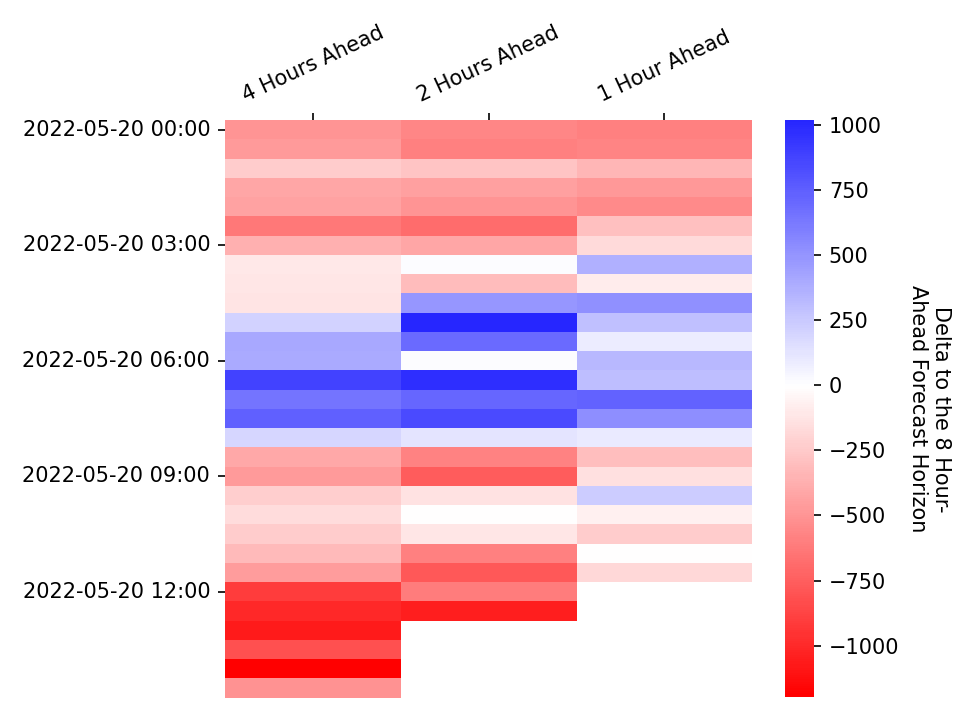 4 Hours Ahead
2 Hours Ahead
1 Hour Ahead
2022-05-20 00:00
2022-05-20 03:00
2022-05-20 06:00
2022-05-20 09:00
2022-05-20 12:00
1000
750
500
250
0
−250
−500
−750
−1000
Delta to the 8 Hour-
Ahead Forecast Horizon